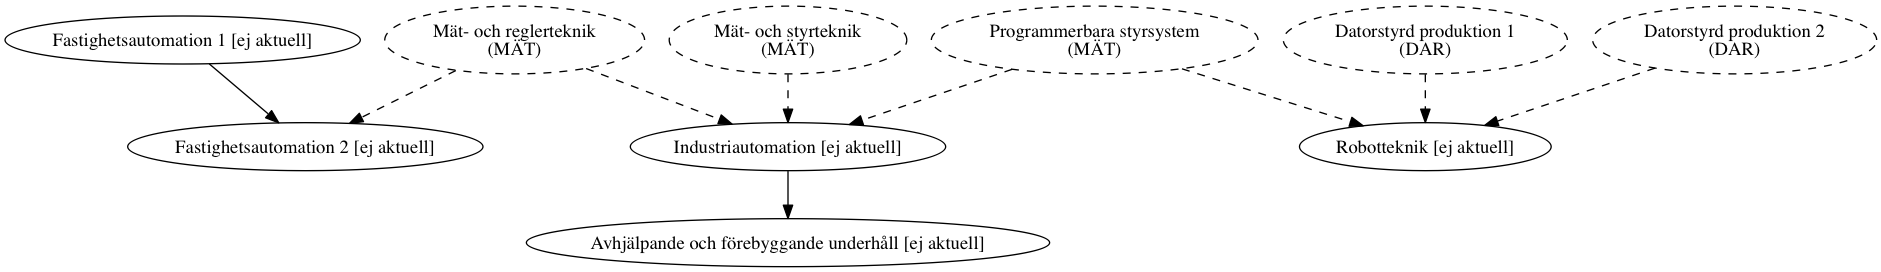 Fastighetsautomation 1 [ej aktuell]
Mät- och reglerteknik
(MÄT)
Mät- och styrteknik
(MÄT)
Programmerbara styrsystem
(MÄT)
Datorstyrd produktion 1
(DAR)
Datorstyrd produktion 2
(DAR)
Fastighetsautomation 2 [ej aktuell]
Industriautomation [ej aktuell]
Robotteknik [ej aktuell]
Avhjälpande och förebyggande underhåll [ej aktuell]